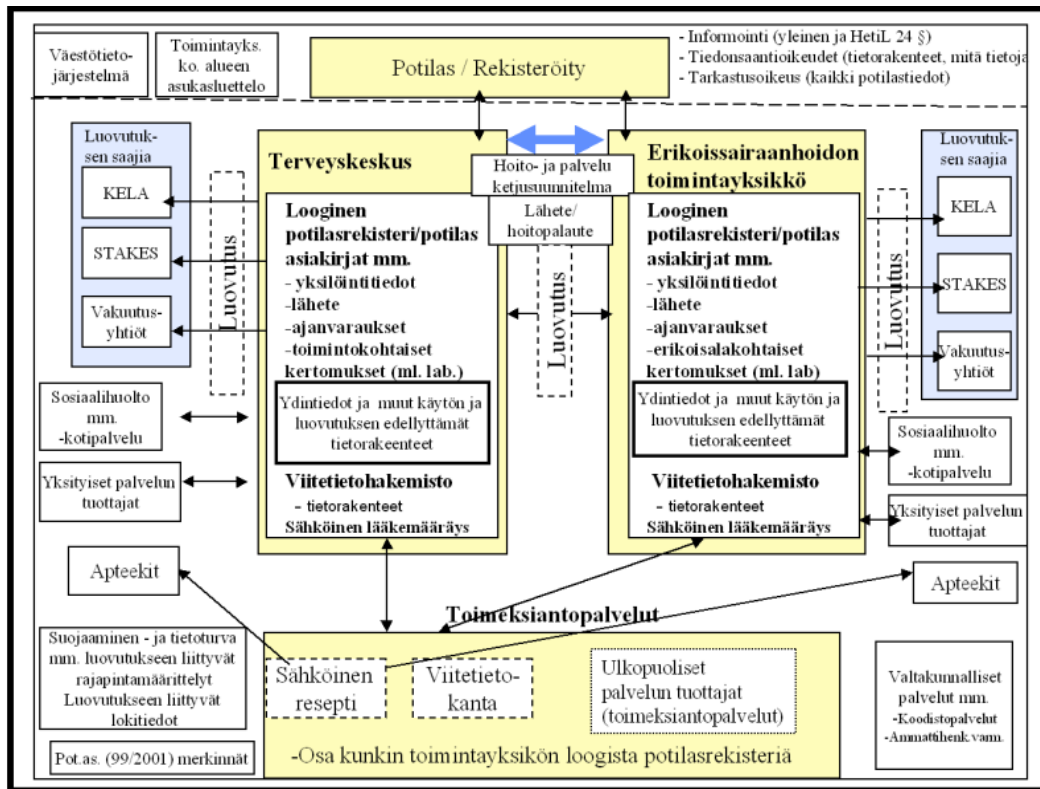 Väestötieto-
järjestelmä
Toimintayks.
ko. alueen
asukasluettelo
Potilas / Rekisteröity
- Informointi (yleinen ja HetiL 24 §)
- Tiedonsaantioikeudet (tietorakenteet, mitä tietoja
- Tarkastusoikeus (kaikki potilastiedot)
Luovutuk-
sen saajia
KELA
STAKES
Vakuutus-
yhtiöt
Luovutus
Terveyskeskus
Looginen
potilasrekisteri/potilas
asiakirjat mm.
- yksilöintitiedot
-lähete
-ajanvaraukset
-toimintokohtaiset
kertomukset (ml. lab.)
Ydintiedot ja muut käytön ja
luovutuksen edellyttämät
tietorakeenteet
Viitetietohakemisto
- tietorakenteet
Sähköinen lääkemääräys
Hoito- ja palvelu
ketjusuunnitelma
Lähete/
hoitopalaute
Luovutus
Erikoissairaanhoidon
toimintayksikkö
Looginen
potilasrekisteri/potilas
asiakirjat mm.
- yksilöintitiedot
-lähete
-ajanvaraukset
-erikoisalakohtaiset
kertomukset (ml. lab)
Ydintiedot ja muut käytön ja
luovutuksen edellyttämät
tietorakeenteet
Viitetietohakemisto
- tietorakenteet
Sähköinen lääkemääräys
Luovutus
Luovutuk-
sen saajia
KELA
STAKES
Vakuutus-
yhtiöt
Sosiaalihuolto
mm.
-kotipalvelu
Yksityiset palvelun
tuottajat
Apteekit
Sosiaalihuolto
mm.
-kotipalvelu
Yksityiset palvelun
tuottajat
Apteekit
Toimeksiantopalvelut
Suojaaminen - ja tietoturva
mm. luovutukseen liittyvät
rajapintamäärittelyt
Luovutukseen liittyvät
lokitiedot
Pot.as. (99/2001) merkinnät
Sähköinen
resepti
Viitetieto-
kanta
Ulkopuoliset
palvelun tuottajat
(toimeksiantopalvelut)
-Osa kunkin toimintayksikön loogista potilasrekisteriä
Valtakunnalliset
palvelut mm.
-Koodistopalvelut
-Ammattihenk.varm.